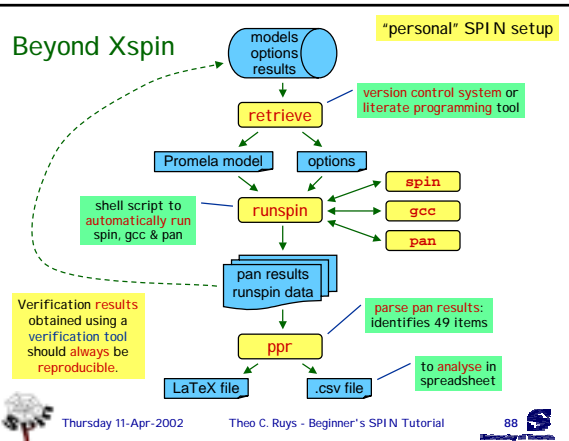 "personal" SPIN setup
Beyond Xspin
models
options
results
version control system or
literate programming tool
retrieve
Promela model
options
shell script to
automatically run
spin, gcc & pan
runspin
spin
gcc
pan
pan results
runspin data
Verification results
obtained using a
verification tool
should always be
reproducible.
parse pan results:
identifies 49 items
ppr
to analyse in
spreadsheet
LaTeX file
.csv file
Thursday 11-Apr-2002
Theo C. Ruys - Beginner's SPIN Tutorial
88
University of Twente